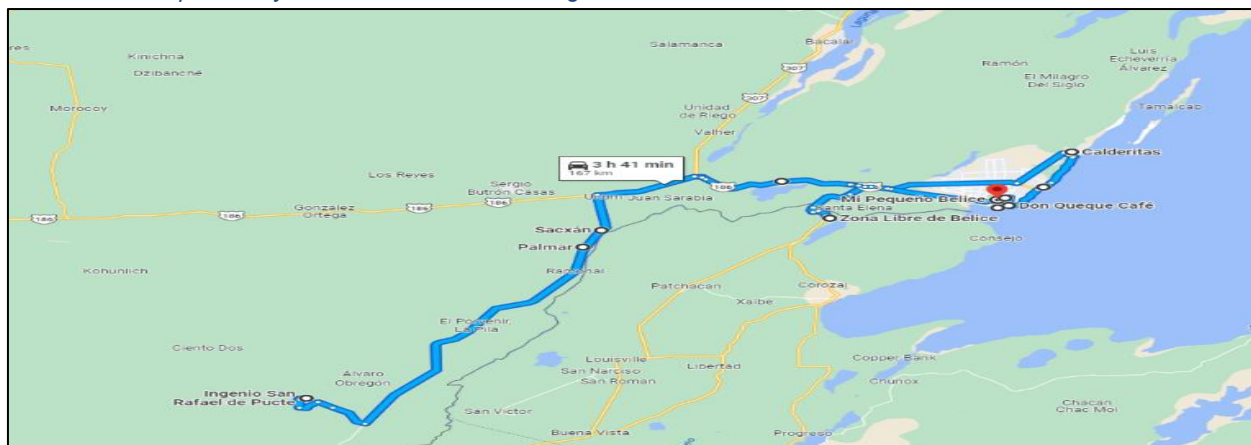 Salamanca
Bacalar
Kinichna
Dzibanché
Ramón
Luis
Echeverría
Álvarez
El Milagro
Del Siglo
307
307
Morocoy
Unidad
de Riego
Valher
Tamalcab
Calderitas
3 h 41 min
167 km
Los Reyes
Sergio
Butrón Casas
186
Juan Sarabia
186
186
186
González
Ortega
Mi Pequeño Belice
Don Queque Café
Santa Elena
Zona Libre de Belice
Sacxán
Consejo
Palmar
Ramonal
Kohunlich
Patchacan
Corozal
Xaibe
El Porvenir
La Pila
Ciento Dos
Álvaro
Obregón
Louisville
San Narciso
San Roman
Libertad
Copper Bank
Chunox
Ingenio San
Rafael de Pucte
San Victor
Chacan
Chac Mol
Buena Vista
Progreso